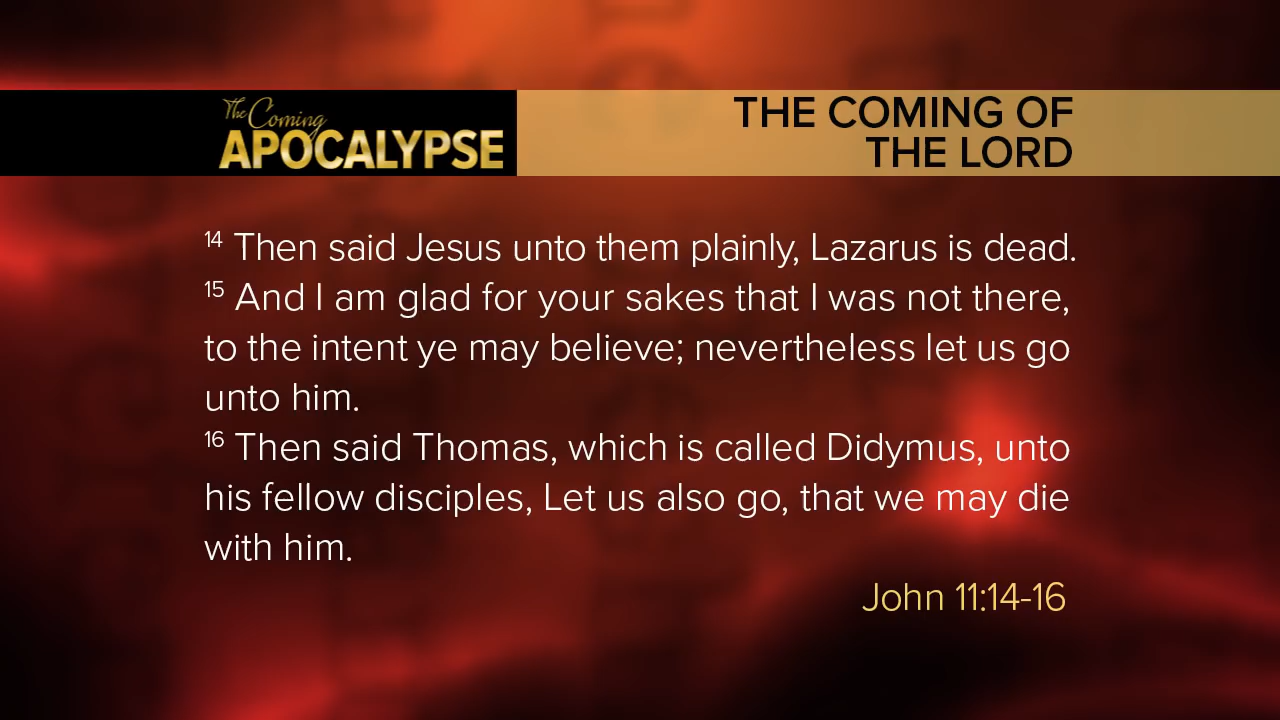 The Coming
APOCALYPSE
THE COMING OF
THE LORD
14 Then said Jesus unto them plainly, Lazarus is dead.
15 And I am glad for your sakes that I was not there,
to the intent ye may believe; nevertheless let us go
unto him.
16 Then said Thomas, which is called Didymus, unto
his fellow disciples, Let us also go, that we may die
with him.
John 11:14-16